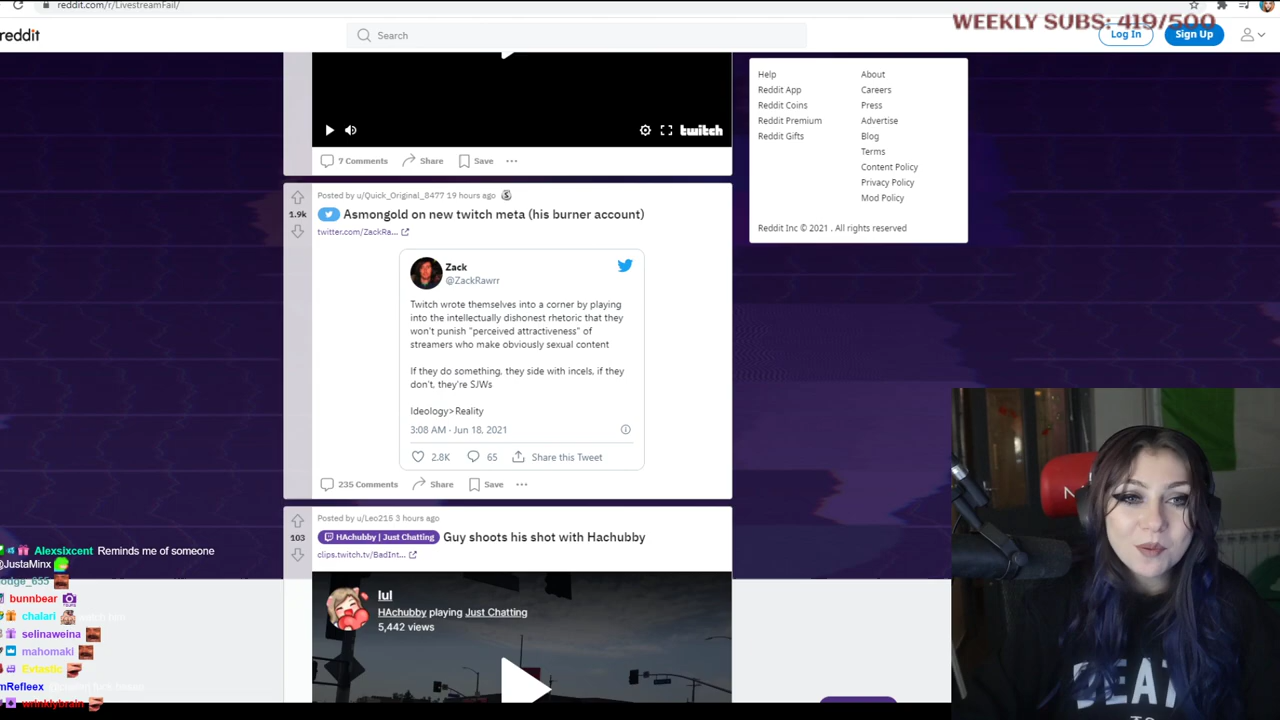 reddit.com/r/LivestreamFail/
WEEKLY SUBS: 419/500
reddit
Search
Log In
Sign Up
twitch
7 Comments
Share
Save
Help
About
Reddit App
Careers
Reddit Coins
Press
Reddit Premium
Advertise
Reddit Gifts
Blog
Terms
Content Policy
Privacy Policy
Mod Policy
Reddit Inc © 2021 . All rights reserved
Posted by u/Quick_Original_8477 19 hours ago
1.9k
Asmongold on new twitch meta (his burner account)
twitter.com/ZackRa...
Zack
@ZackRawrr
Twitch wrote themselves into a corner by playing
into the intellectually dishonest rhetoric that they
won't punish "perceived attractiveness" of
streamers who make obviously sexual content
If they do something, they side with incels, if they
don't, they're SJWs
Ideology>Reality
3:08 AM · Jun 18, 2021
2.8K
65
Share this Tweet
235 Comments
Share
Save
Posted by u/Leo215 3 hours ago
103
HAchubby | Just Chatting
Guy shoots his shot with Hachubby
clips.twitch.tv/BadInt...
lul
HAchubby playing Just Chatting
5,442 views
Alexsixcent Reminds me of someone
@JustaMinx
odge_655
bunnbear
chalari
selinaweina
mahomaki
Evtastic
mRefleex
wrinklybrain
BEAT
TO